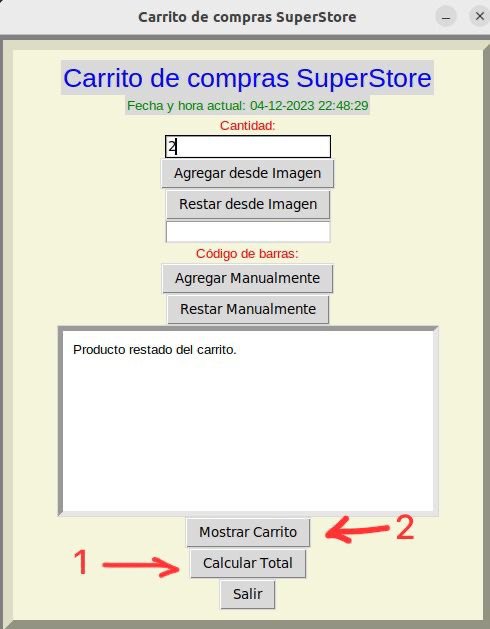 Carrito de compras SuperStore
Carrito de compras SuperStore
Fecha y hora actual: 04-12-2023 22:48:29
Cantidad:
2
Agregar desde Imagen
Restar desde Imagen
Código de barras:
Agregar Manualmente
Restar Manualmente
Producto restado del carrito.
Mostrar Carrito 2
1 Calcular Total
Salir